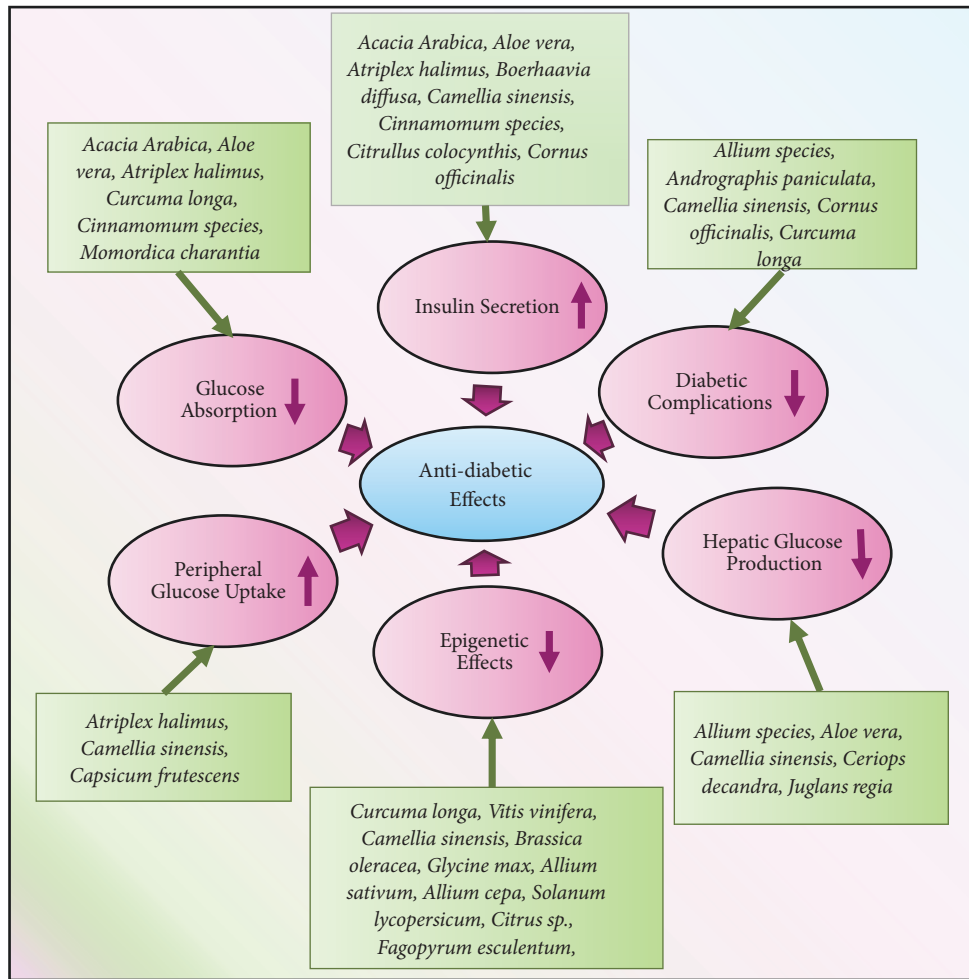 Acacia Arabica, Aloe vera,
Atriplex halimus, Boerhaavia
diffusa, Camellia sinensis,
Cinnamomum species,
Citrullus colocynthis, Cornus
officinalis
Acacia Arabica, Aloe
vera, Atriplex halimus,
Curcuma longa,
Cinnamomum species,
Momordica charantia
Allium species,
Andrographis paniculata,
Camellia sinensis, Cornus
officinalis, Curcuma
longa
Insulin Secretion
Glucose
Absorption
Diabetic
Complications
Anti-diabetic
Effects
Peripheral
Glucose Uptake
Hepatic Glucose
Production
Epigenetic
Effects
Atriplex halimus,
Camellia sinensis,
Capsicum frutescens
Allium species, Aloe vera,
Camellia sinensis, Ceriops
decandra, Juglans regia
Curcuma longa, Vitis vinifera,
Camellia sinensis, Brassica
oleracea, Glycine max, Allium
sativum, Allium cepa, Solanum
lycopersicum, Citrus sp.,
Fagopyrum esculentum,